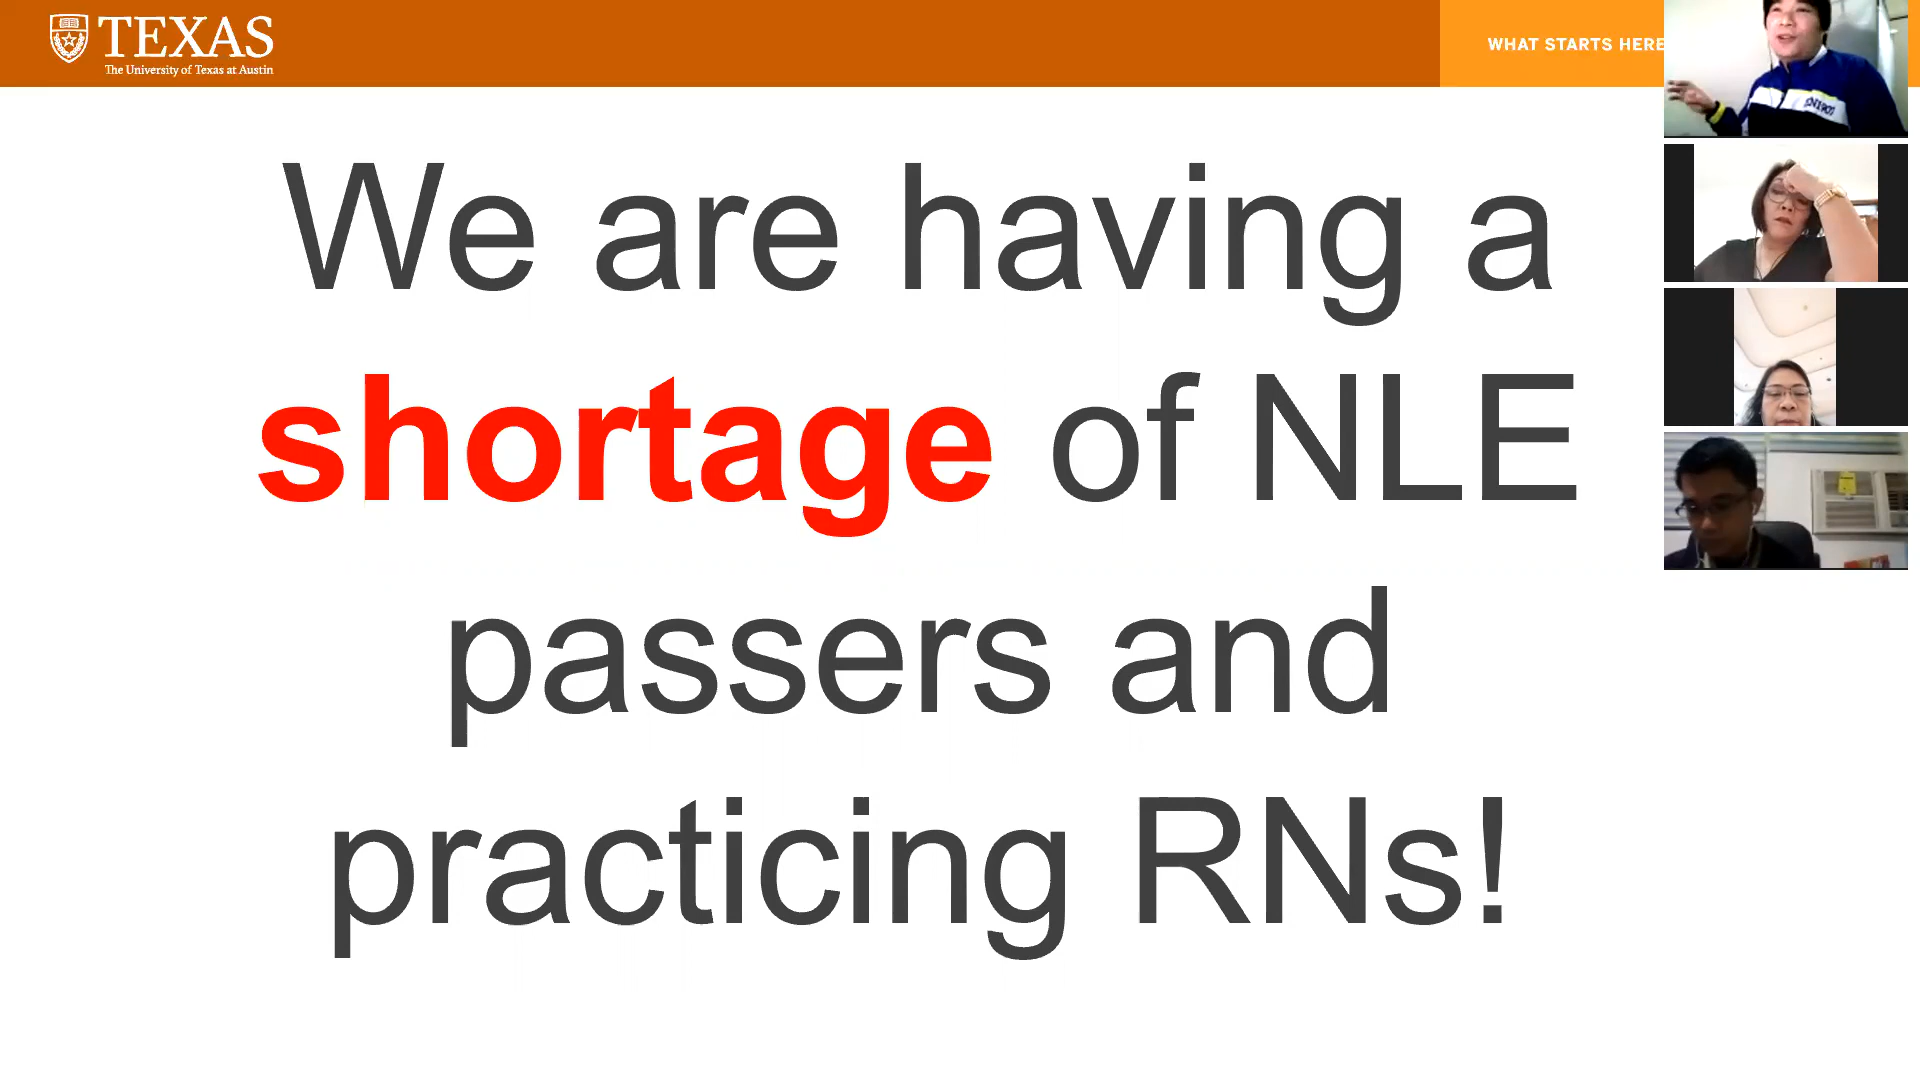 TEXAS
The University of Texas at Austin
WHAT STARTS HERE
We are having a
shortage of NLE
passers and
practicing RNs!